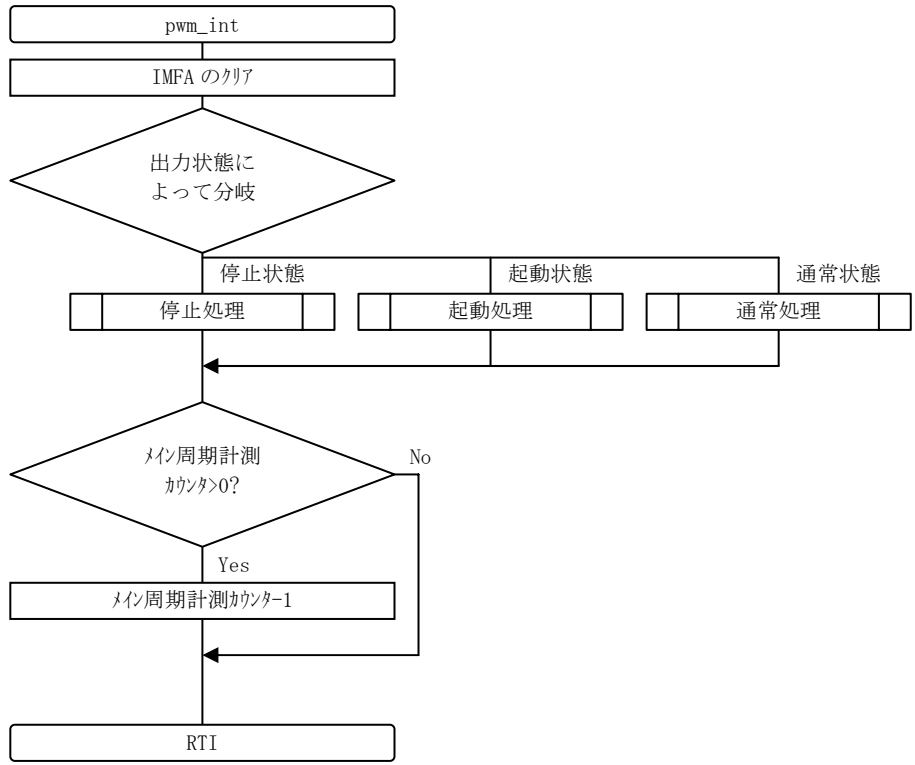 pwm_int
IMFA のｸﾘｱ
出力状態に
よって分岐
停止状態
起動状態
通常状態
停止処理
起動処理
通常処理
ﾒｲﾝ周期計測
ｶｳﾝﾀ>0?
No
Yes
ﾒｲﾝ周期計測ｶｳﾝﾀ-1
RTI